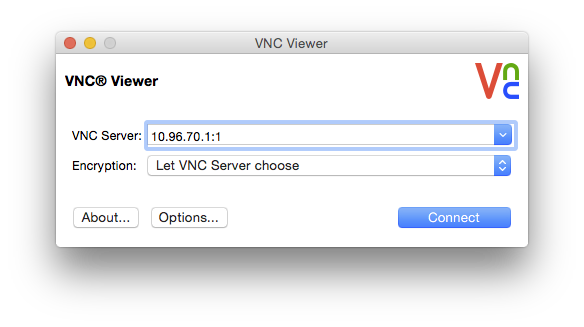 VNC Viewer
VNC® Viewer
VNC
VNC Server: 10.96.70.1:1
Encryption: Let VNC Server choose
About... Options... Connect